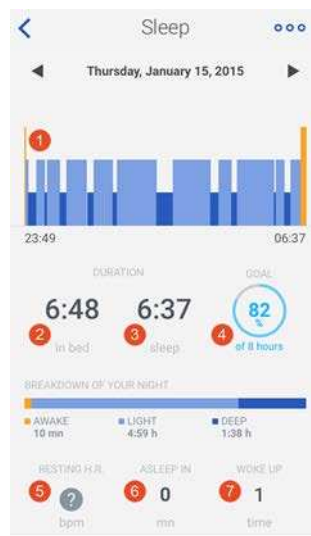 Sleep
Thursday, January 15, 2015
1
23:49 06:37
DURATION GOAL
6:48 6:37 82
%
2 in bed 3 sleep 4 of 8 hours
BREAKDOWN OF YOUR NIGHT
AWAKE LIGHT DEEP
10 mn 4:59 h 1:38 h
RESTING H.R. ASLEEP IN WOKE UP
5 ? 6 0 7 1
bpm mn time